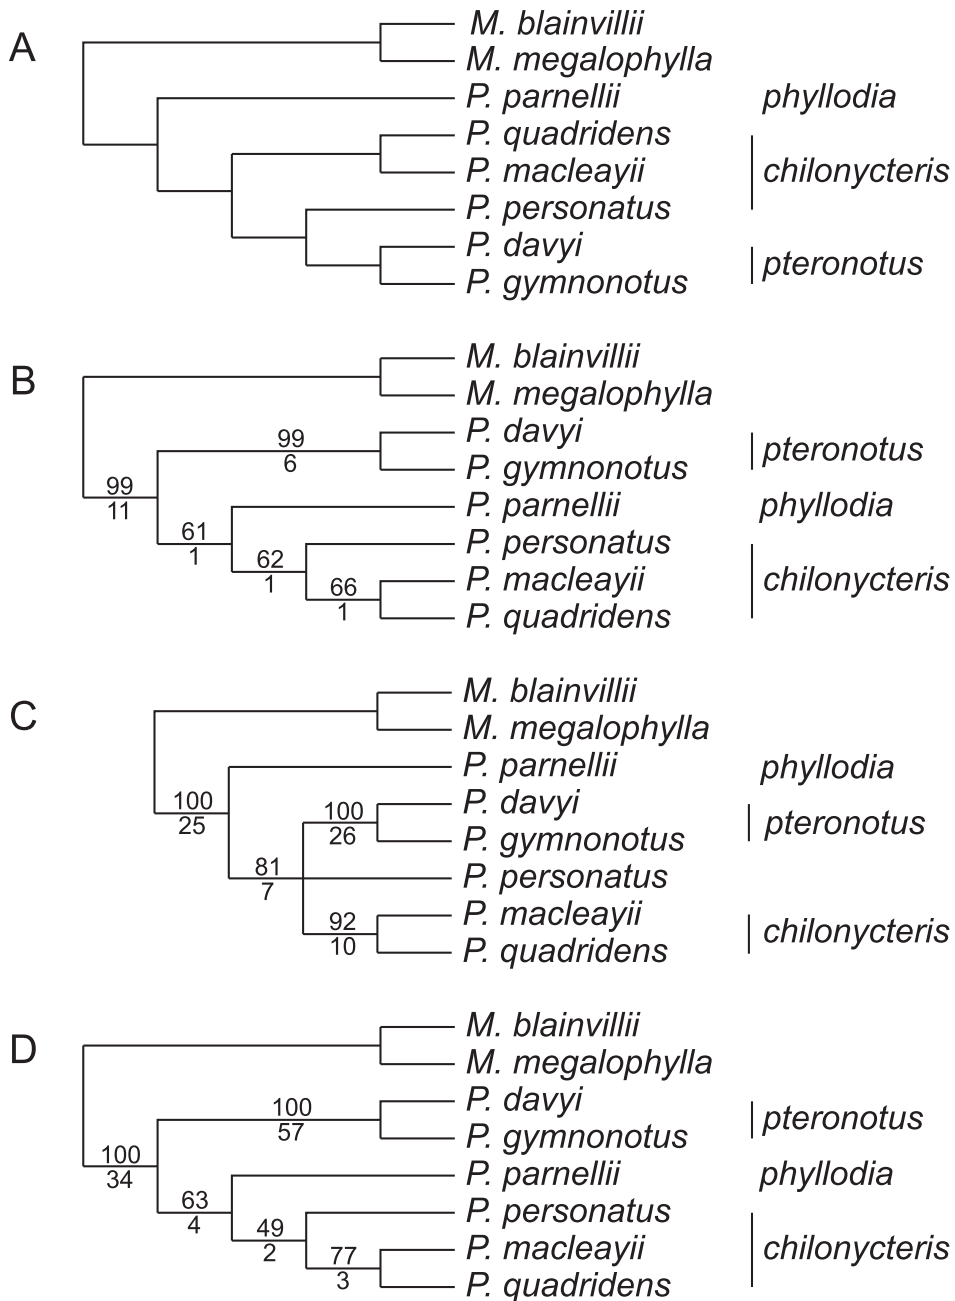 A
M. blainvillii
M. megalophylla
P. parnellii phyllodia
P. quadridens
P. macleayii chilonycteris
P. personatus
P. davyi
P. gymnonotus pteronotus
B
M. blainvillii
M. megalophylla
P. davyi
99
6
P. gymnonotus pteronotus
99
11
P. parnellii phyllodia
61
1
P. personatus
62
1
P. macleayii chilonycteris
66
1
P. quadridens
C
M. blainvillii
M. megalophylla
P. parnellii phyllodia
100
25
P. davyi
100
26
P. gymnonotus pteronotus
81
7
P. personatus
P. macleayii
92
10
P. quadridens chilonycteris
D
M. blainvillii
M. megalophylla
P. davyi
100
57
P. gymnonotus pteronotus
100
34
P. parnellii phyllodia
63
4
P. personatus
49
2
P. macleayii chilonycteris
77
3
P. quadridens